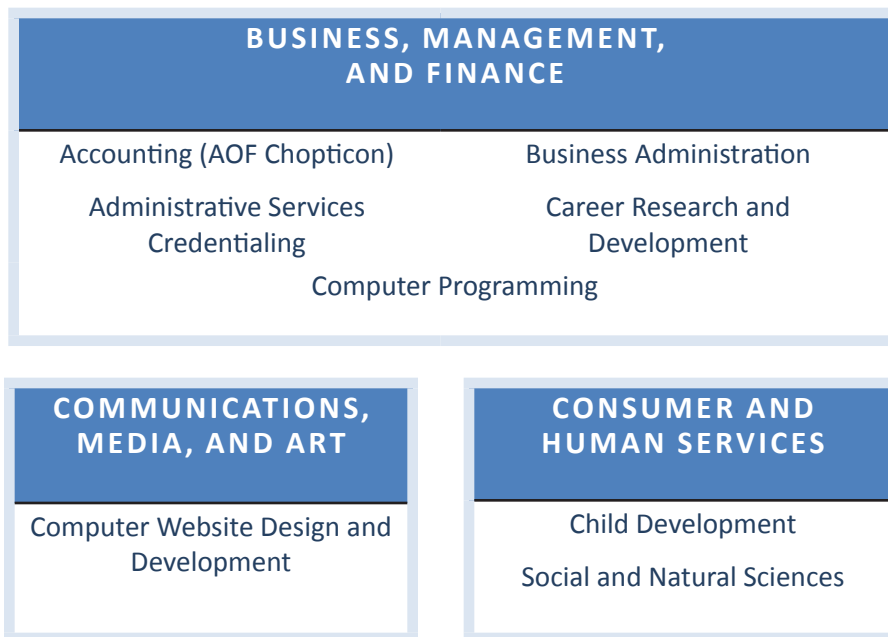 BUSINESS, MANAGEMENT,
AND FINANCE
Accounting (AOF Chopticon)
Business Administration
Administrative Services
Credentialing
Career Research and
Development
Computer Programming
COMMUNICATIONS,
MEDIA, AND ART
Computer Website Design and
Development
CONSUMER AND
HUMAN SERVICES
Child Development
Social and Natural Sciences